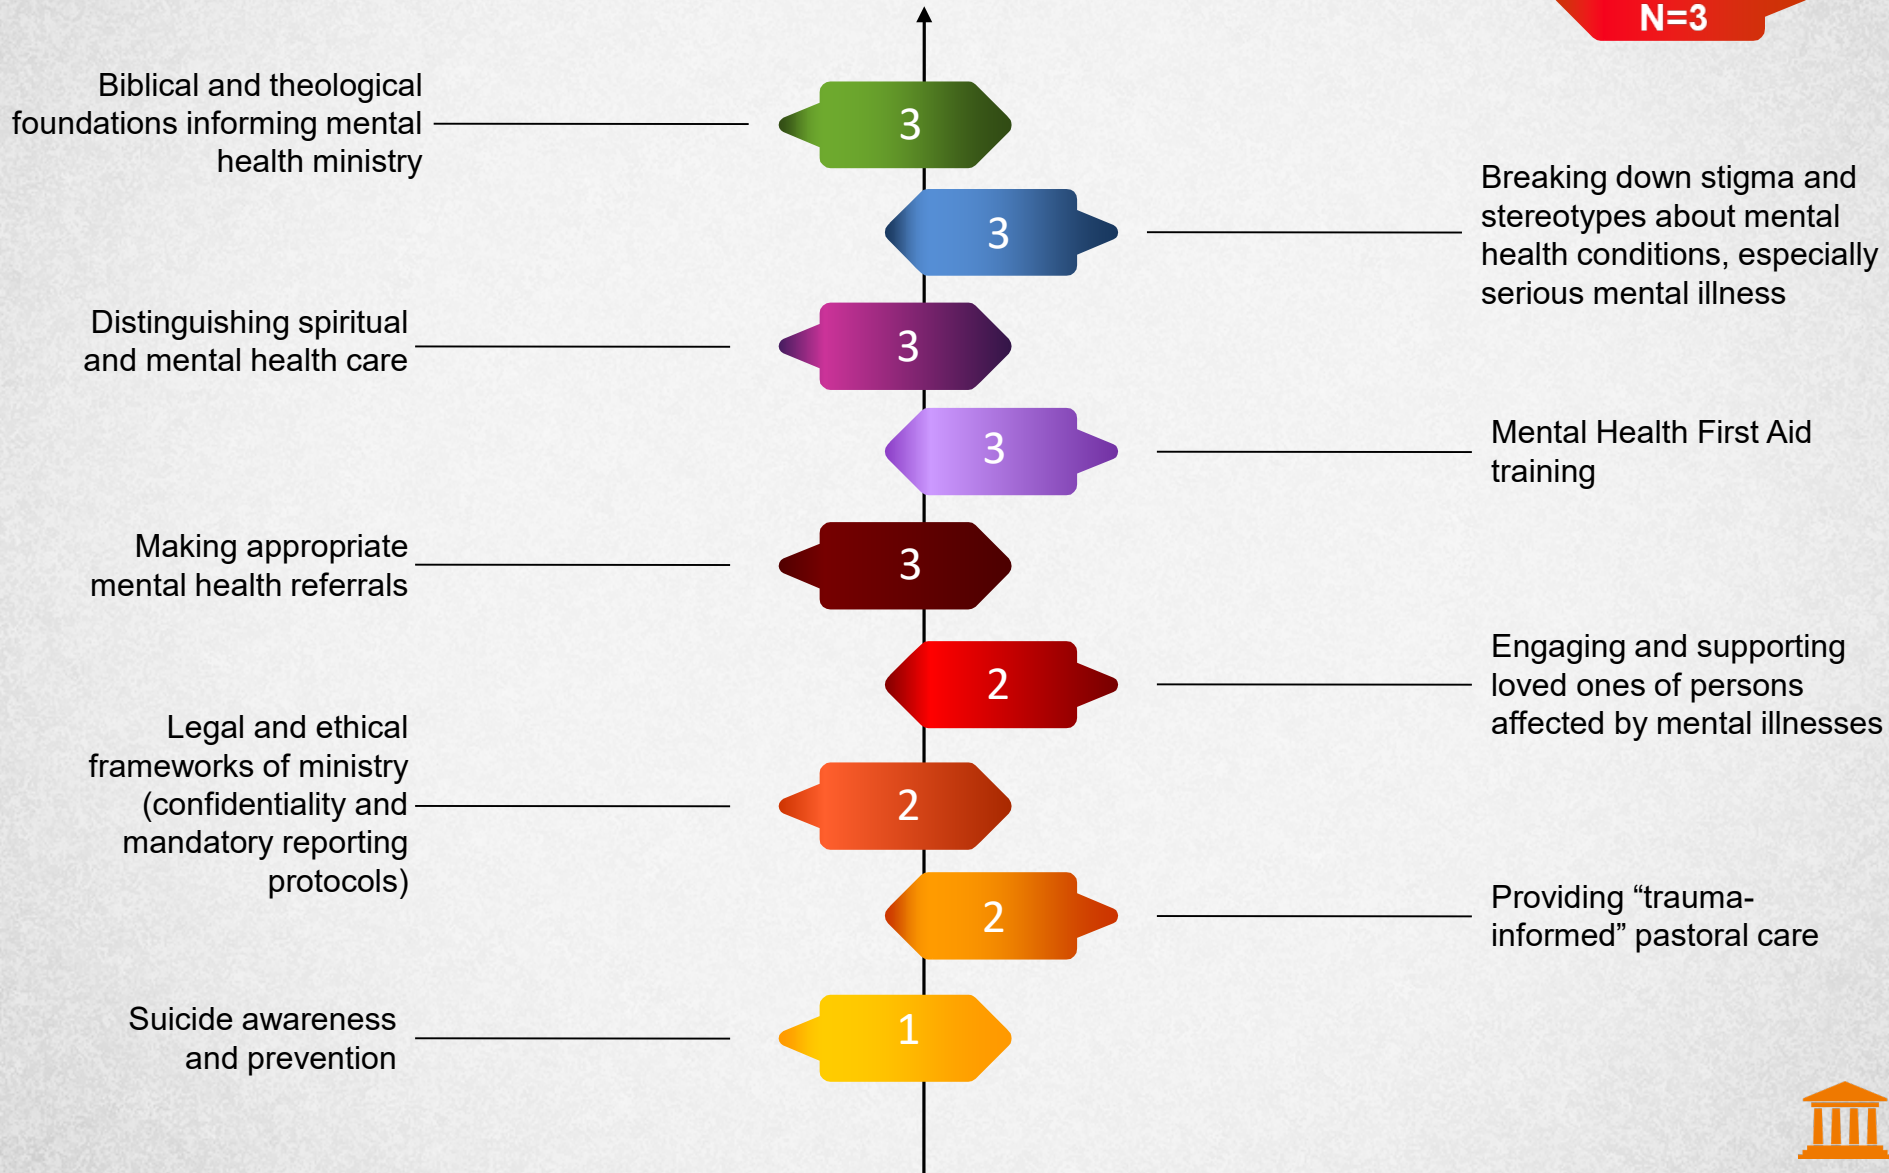 N=3
Biblical and theological
foundations informing mental
health ministry
3
3
Breaking down stigma and
stereotypes about mental
health conditions, especially
serious mental illness
Distinguishing spiritual
and mental health care
3
3
Mental Health First Aid
training
Making appropriate
mental health referrals
3
2
Engaging and supporting
loved ones of persons
affected by mental illnesses
Legal and ethical
frameworks of ministry
(confidentiality and
mandatory reporting
protocols)
2
2
Providing “trauma-
informed” pastoral care
Suicide awareness
and prevention
1